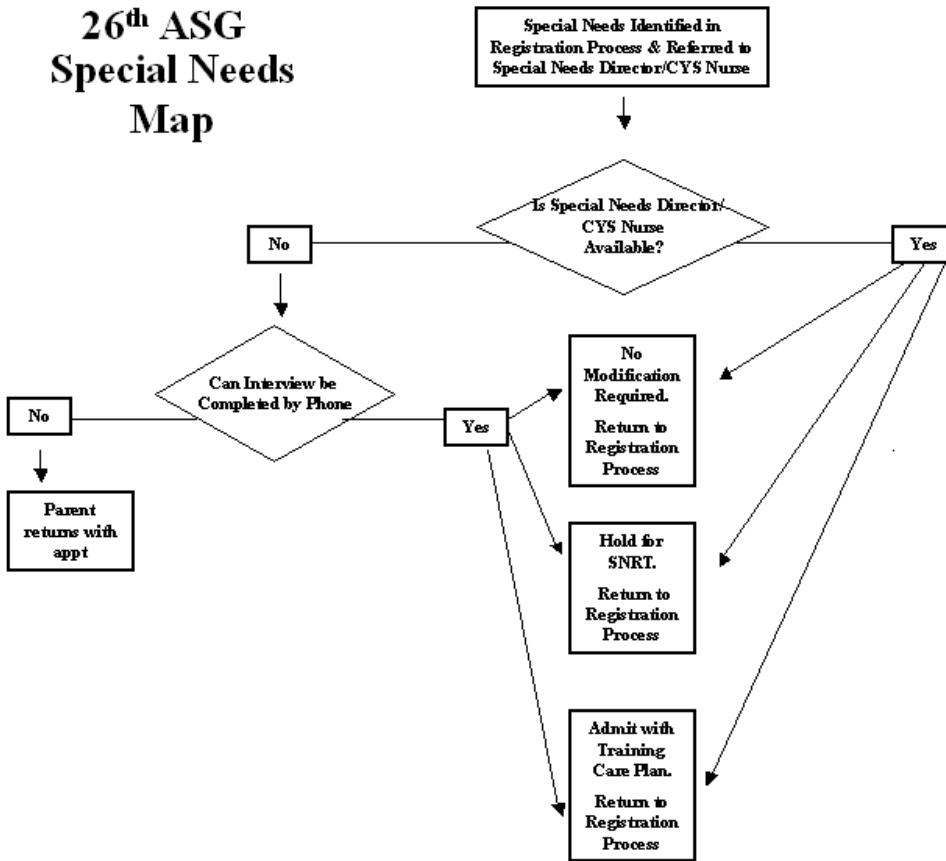 26th ASG
Special Needs
Map
Special Needs Identified in
Registration Process & Referred to
Special Needs Director/CYS Nurse
Is Special Needs Director/
CYS Nurse
Available?
No
Yes
Can Interview be
Completed by Phone
No
Yes
Parent
returns with
appt
No
Modification
Required.
Return to
Registration
Process
Hold for
SNRT.
Return to
Registration
Process
Admit with
Training
Care Plan.
Return to
Registration
Process